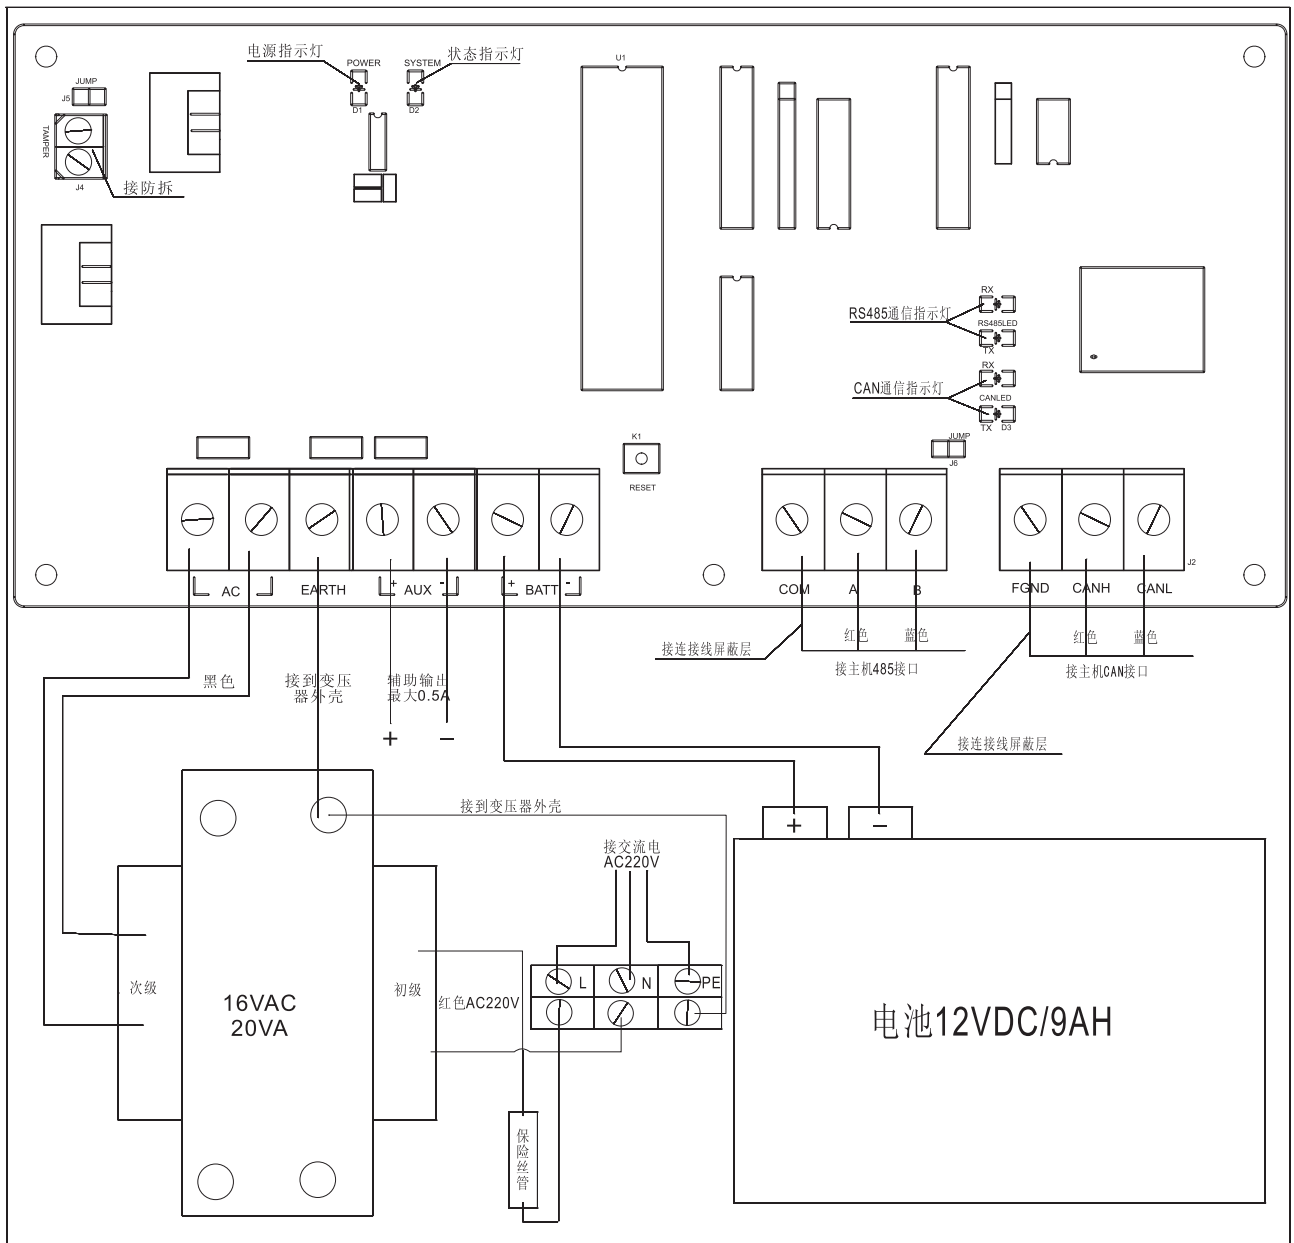 电源指示灯
POWER
SYSTEM
状态指示灯
U1
JUMP
J5
D1
D2
TAMPER
J4
接防拆
RX
RS485通信指示灯
RS485LED
TX
RX
CAN通信指示灯
CANLED
TX D3
K1
RESET
JUMP
J6
J2
AC
EARTH
+ AUX -
+ BATT -
COM
A
B
FGND
CANH
CANL
红色
蓝色
接连接线屏蔽层
接主机485接口
红色
蓝色
接主机CAN接口
接连接线屏蔽层
黑色
接到变压
器外壳
辅助输出
最大0.5A
+
-
接到变压器外壳
+
-
接交流电
AC220V
L
N
PE
次级
16VAC
20VA
初级
红色AC220V
电池12VDC/9AH
保险丝管